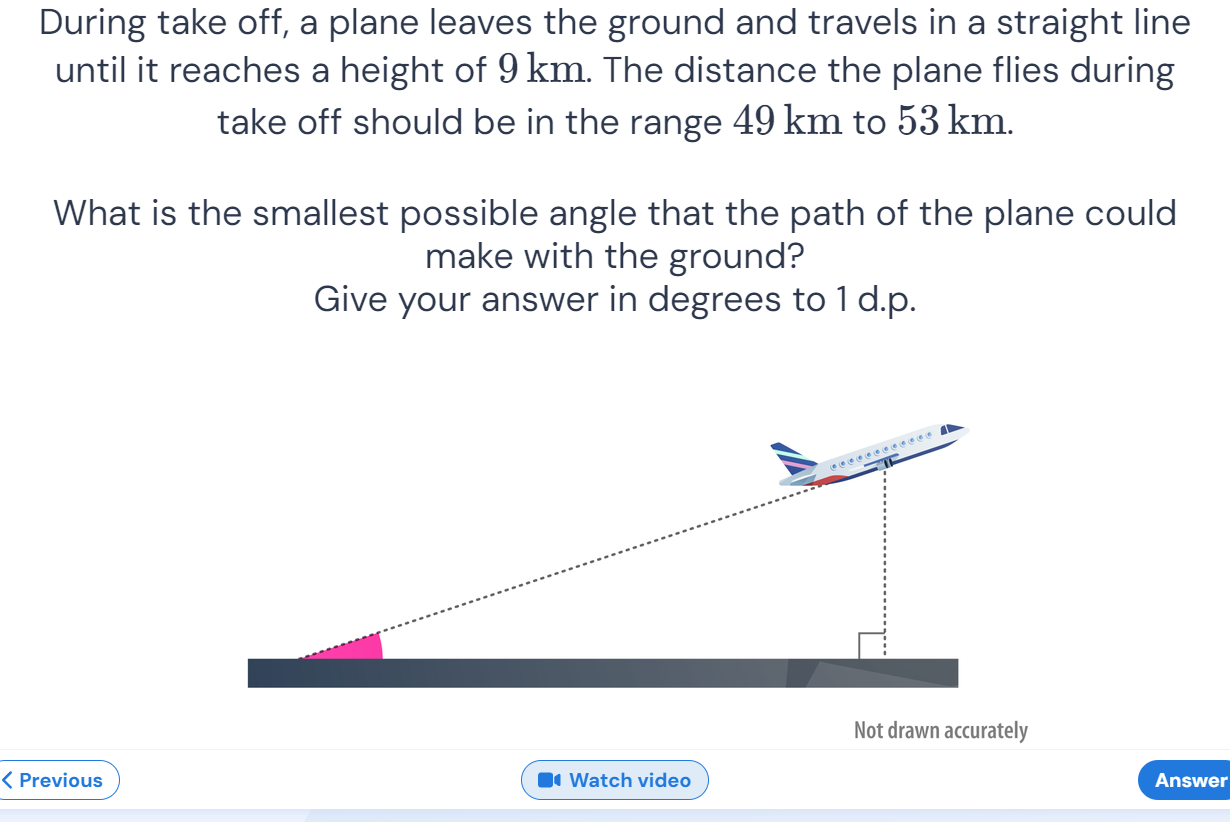 During take off, a plane leaves the ground and travels in a straight line
until it reaches a height of 9 km. The distance the plane flies during
take off should be in the range 49 km to 53 km.
What is the smallest possible angle that the path of the plane could
make with the ground?
Give your answer in degrees to 1 d.p.
Not drawn accurately
Previous
Watch video
Answer